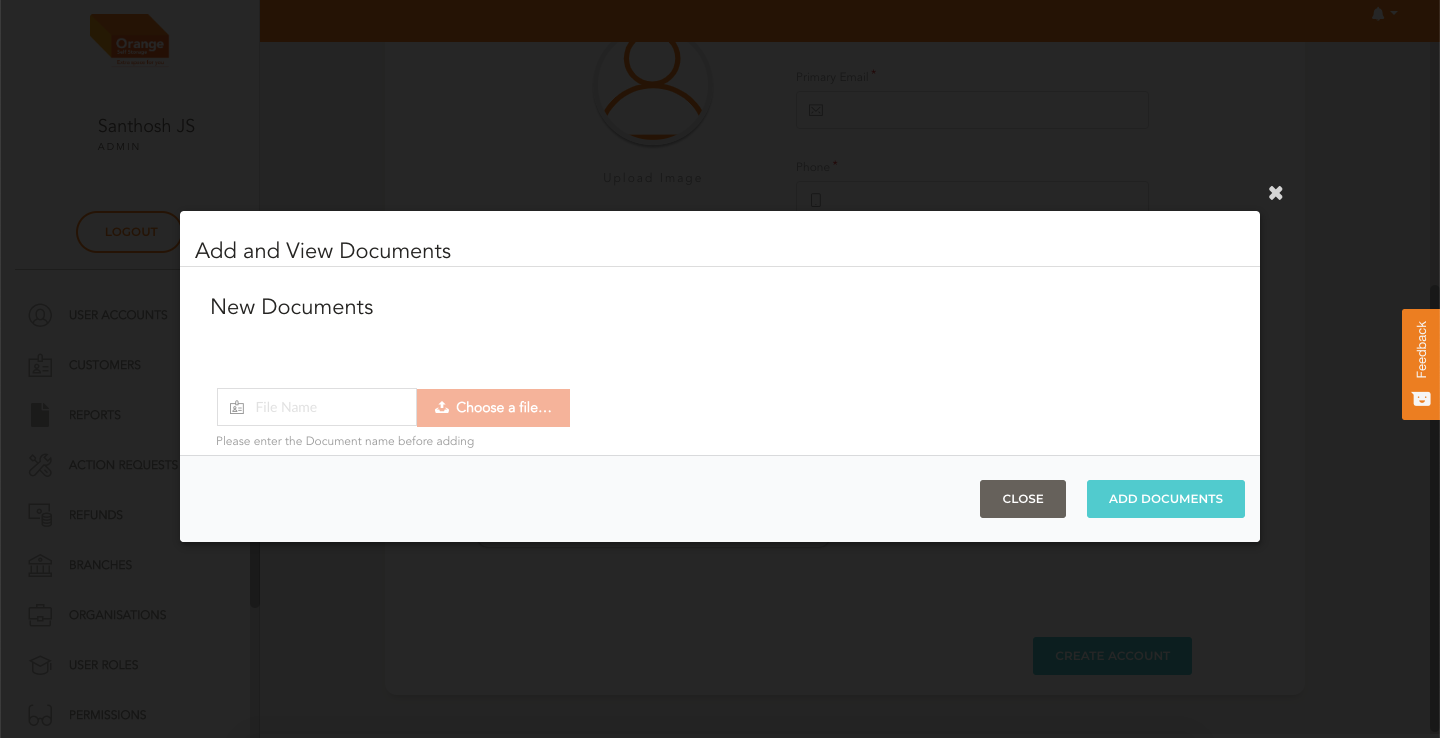 Orange
Santhosh JS
ADMIN
LOGOUT
USER ACCOUNTS
CUSTOMERS
REPORTS
ACTION REQUESTS
REFUNDS
BRANCHES
ORGANISATIONS
USER ROLES
PERMISSIONS
Upload Image
Primary Email*
Phone*
Add and View Documents
New Documents
File Name
Choose a file...
Please enter the Document name before adding
CLOSE
ADD DOCUMENTS
CREATE ACCOUNT
Feedback